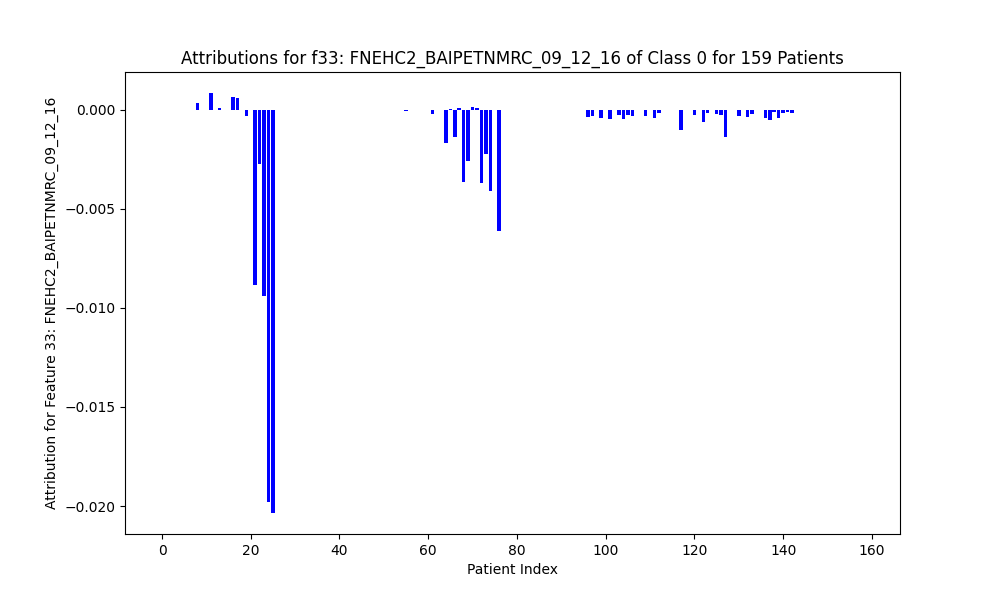 Attributions for f33: FNEHC2_BAIPETNMRC_09_12_16 of Class 0 for 159 Patients
Attribution for Feature 33: FNEHC2_BAIPETNMRC_09_12_16
0.000
−0.005
−0.010
−0.015
−0.020
0 20 40 60 80 100 120 140 160
Patient Index